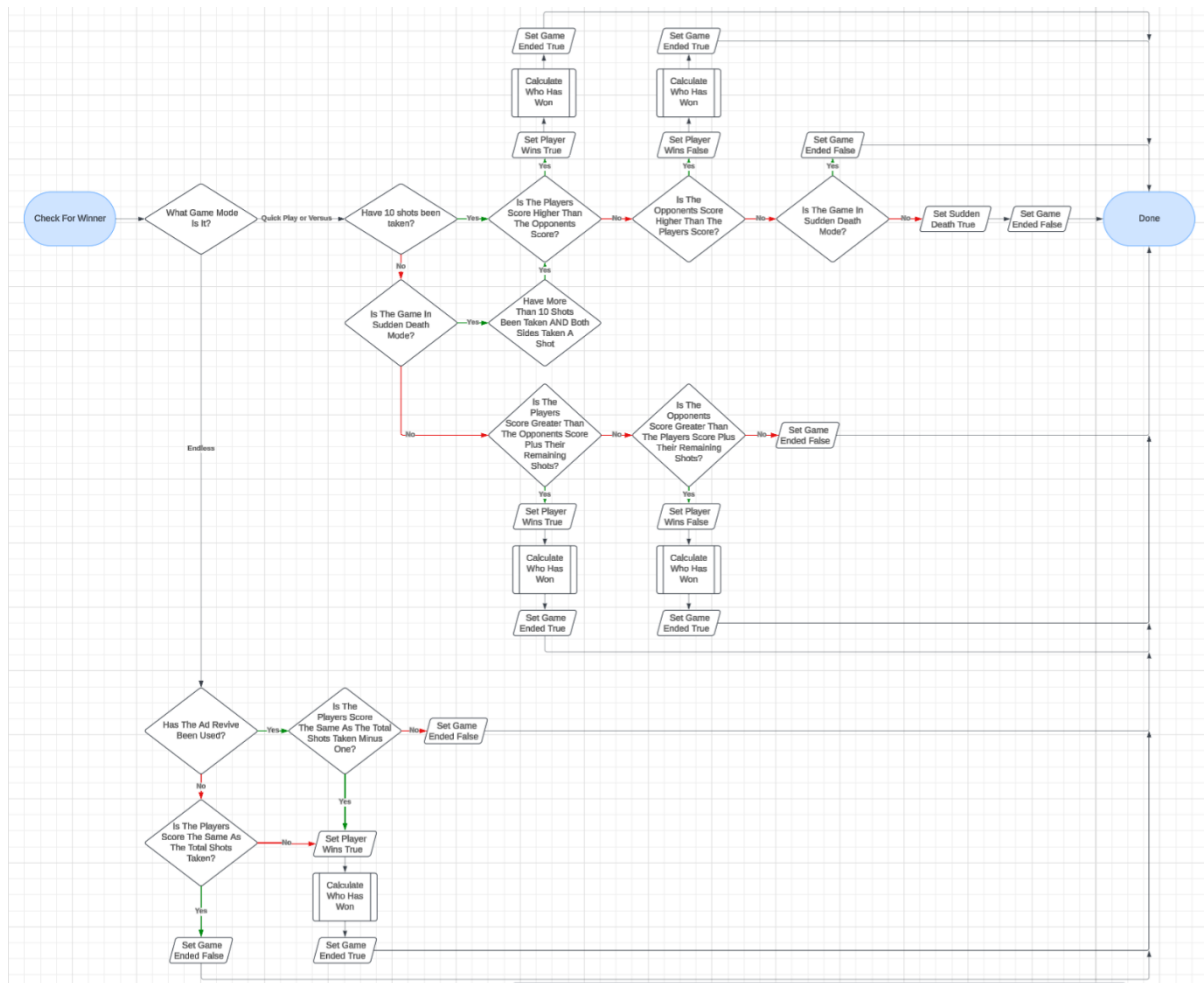 Set Game
Ended True
Set Game
Ended True
Calculate
Who Has
Won
Calculate
Who Has
Won
Set Player
Wins True
Set Player
Wins False
Set Game
Ended False
Yes
Yes
Yes
Check For Winner
What Game Mode
Is It?
Quick Play or Versus
Have 10 shots been
taken?
Yes
Is The Players
Score Higher Than
The Opponents
Score?
No
Is The
Opponents Score
Higher Than The
Players Score?
No
Is The Game In
Sudden Death
Mode?
No
Set Sudden
Death True
Set Game
Ended False
Done
No
Yes
Is The Game In
Sudden Death
Mode?
Yes
Have More
Than 10 Shots
Been Taken AND Both
Sides Taken A
Shot
No
Is The
Players
Score Greater Than
The Opponents Score
Plus Their
Remaining
Shots?
No
Is The
Opponents
Score Greater Than
The Players Score Plus
Their Remaining
Shots?
No
Set Game
Ended False
Endless
Yes
Yes
Set Player
Wins True
Set Player
Wins False
Calculate
Who Has
Won
Calculate
Who Has
Won
Set Game
Ended True
Set Game
Ended True
Has The Ad Revive
Been Used?
Yes
Is The
Players Score
The Same As The Total
Shots Taken Minus
One?
No
Set Game
Ended False
No
Yes
Is The Players
Score The Same As
The Total Shots
Taken?
No
Set Player
Wins True
Calculate
Who Has
Won
Yes
Set Game
Ended False
Set Game
Ended True